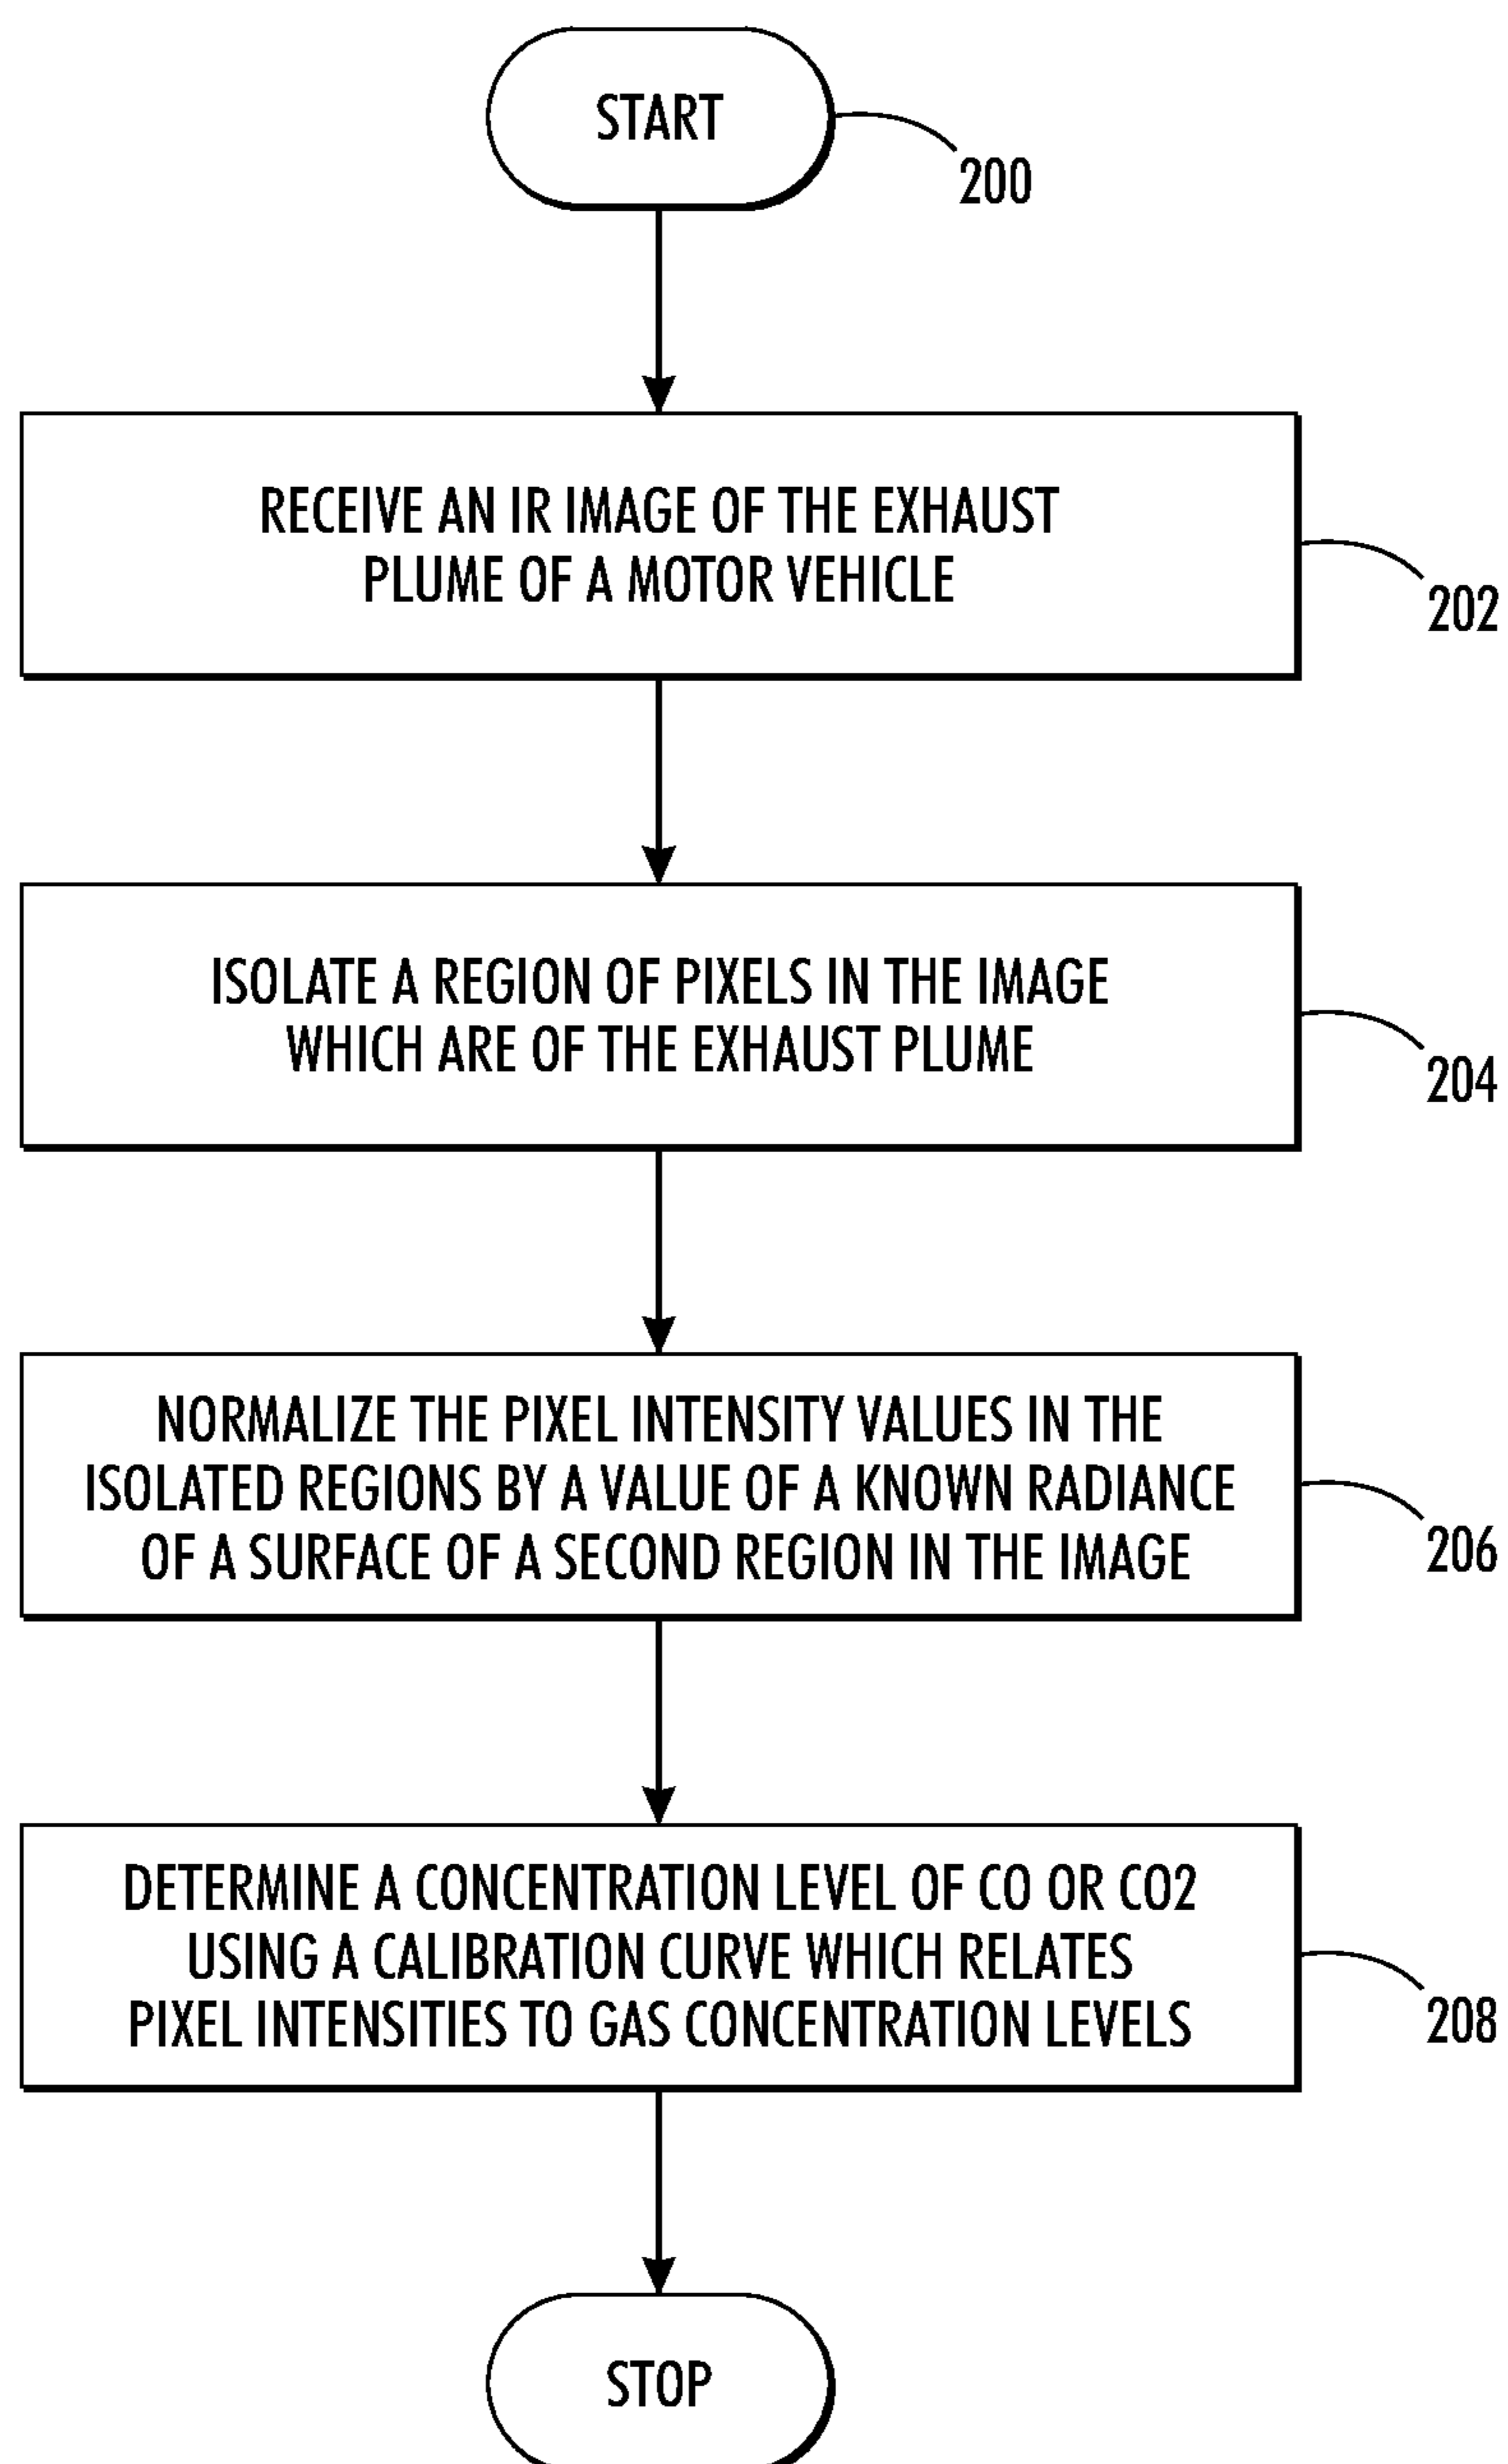 START
200
RECEIVE AN IR IMAGE OF THE EXHAUST
PLUME OF A MOTOR VEHICLE
202
ISOLATE A REGION OF PIXELS IN THE IMAGE
WHICH ARE OF THE EXHAUST PLUME
204
NORMALIZE THE PIXEL INTENSITY VALUES IN THE
ISOLATED REGIONS BY A VALUE OF A KNOWN RADIANCE
OF A SURFACE OF A SECOND REGION IN THE IMAGE
206
DETERMINE A CONCENTRATION LEVEL OF CO OR CO2
USING A CALIBRATION CURVE WHICH RELATES
PIXEL INTENSITIES TO GAS CONCENTRATION LEVELS
208
STOP